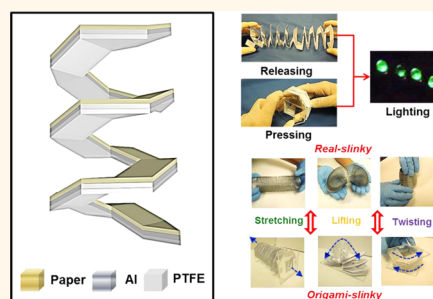 Paper
Al
PTFE
Releasing
Pressing
Lighting
Real-slinky
Stretching
Lifting
Twisting
Origami-slinky